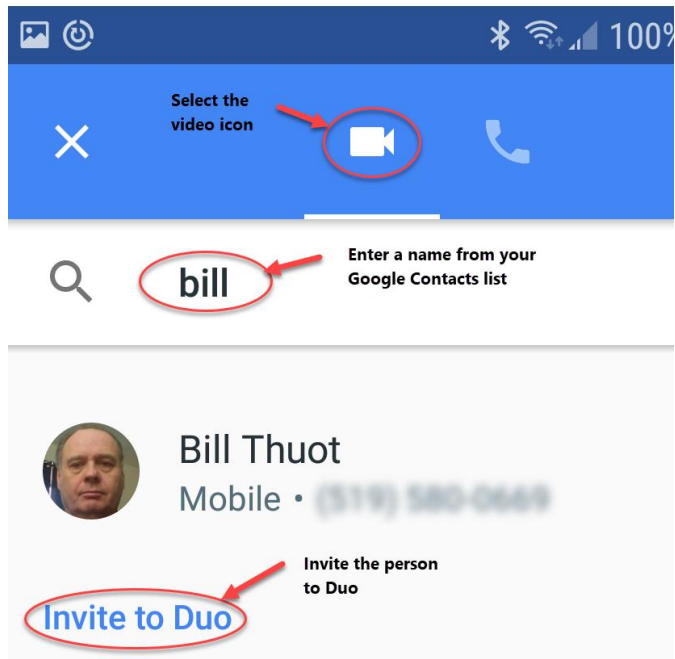 100%
Select the
video icon
Enter a name from your
Google Contacts list
bill
Bill Thuot
Mobile •
Invite the person
to Duo
Invite to Duo